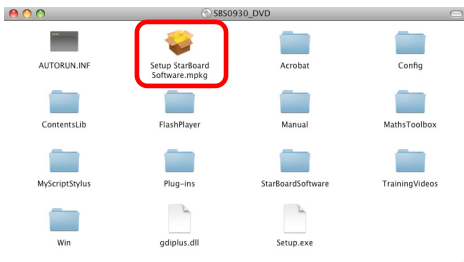 SBS0930_DVD
AUTORUN.INF
Setup StarBoard
Software.mpkg
Acrobat
Config
ContentsLib
FlashPlayer
Manual
MathsToolbox
MyScriptStylus
Plug-ins
StarBoardSoftware
TrainingVideos
Win
gdiplus.dll
Setup.exe